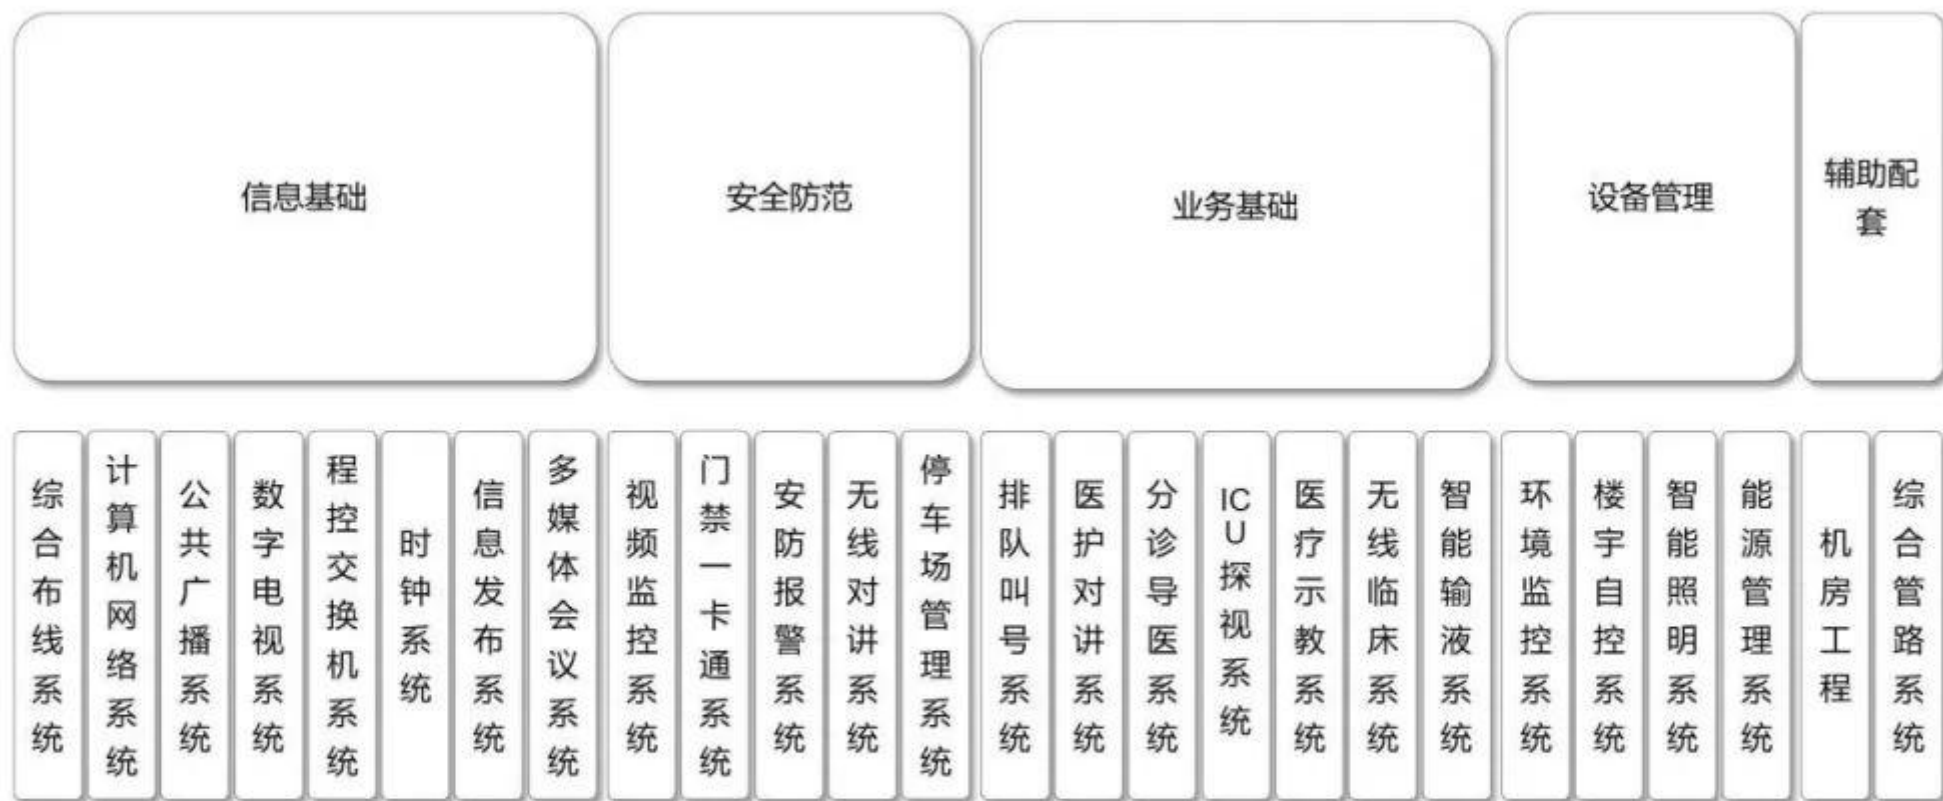 信息基础
安全防范
业务基础
设备管理
辅助配
套
综合布线系统
计算机网络系统
公共广播系统
数字电视系统
程控交换机系统
时钟系统
信息发布系统
多媒体会议系统
视频监控系统
门禁一卡通系统
安防报警系统
无线对讲系统
停车场管理系统
排队叫号系统
医护对讲系统
分诊导医系统
ICU探视系统
医疗示教系统
无线临床系统
智能输液系统
环境监控系统
楼宇自控系统
智能照明系统
能源管理系统
机房工程
综合管路系统